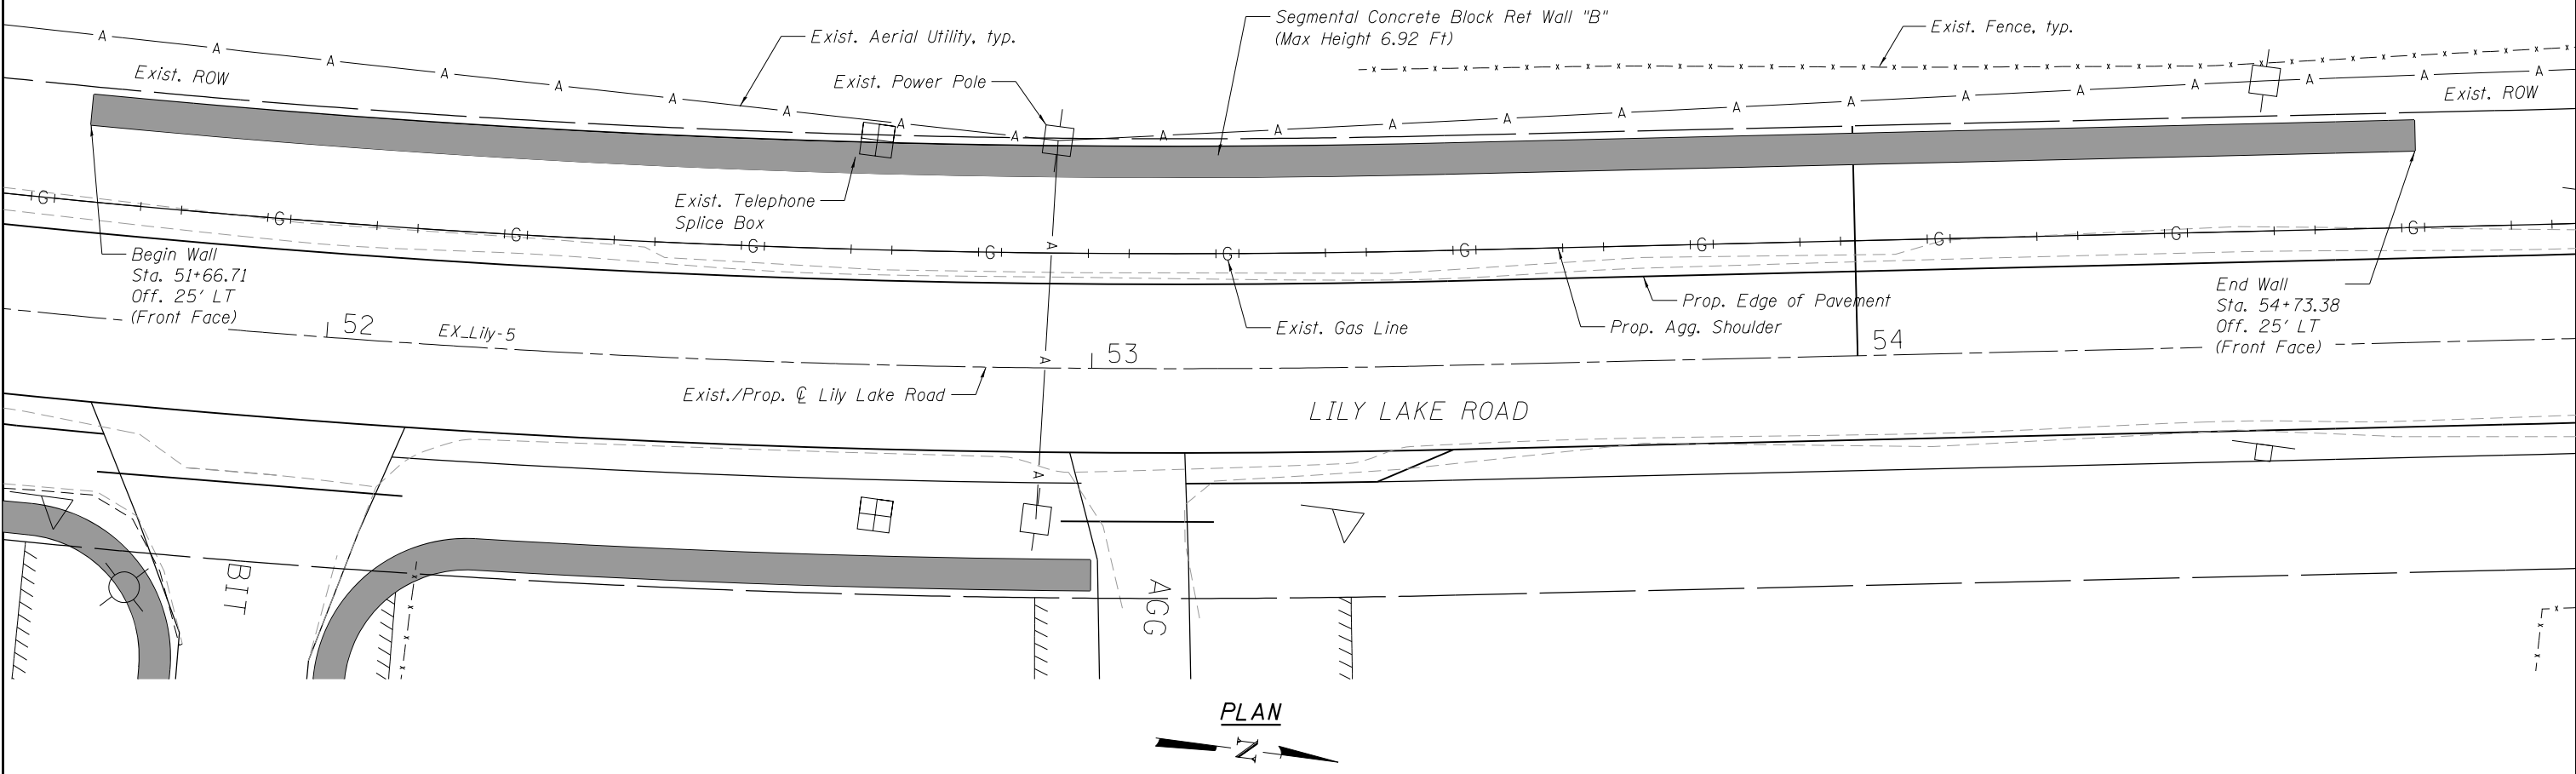 Segmental Concrete Block Ret Wall "B"
(Max Height 6.92 Ft)
Exist. Fence, typ.
Exist. Aerial Utility, typ.
Exist. ROW
Exist. Power Pole
Exist. ROW
Exist. Telephone
Splice Box
Begin Wall
Sta. 51+66.71
Off. 25' LT
(Front Face)
End Wall
Sta. 54+73.38
Off. 25' LT
(Front Face)
Prop. Edge of Pavement
Exist. Gas Line
Prop. Agg. Shoulder
52
EX_Lily-5
53
54
Exist./Prop. ℄ Lily Lake Road
LILY LAKE ROAD
BIT
AGG
PLAN
N
A A A A A A A A A A A A A A A A A A A A A
A
A
A
G G G G G G G G G G G